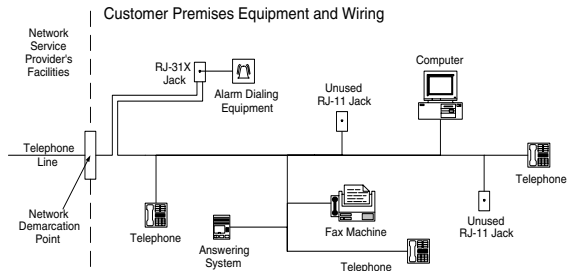 Customer Premises Equipment and Wiring
Network
Service
Provider's
Facilities
RJ-31X
Jack
Alarm Dialing
Equipment
Unused
RJ-11 Jack
Computer
Telephone
Line
Telephone
Network
Demarcation
Point
Telephone
Answering
System
Fax Machine
Unused
RJ-11 Jack
Telephone